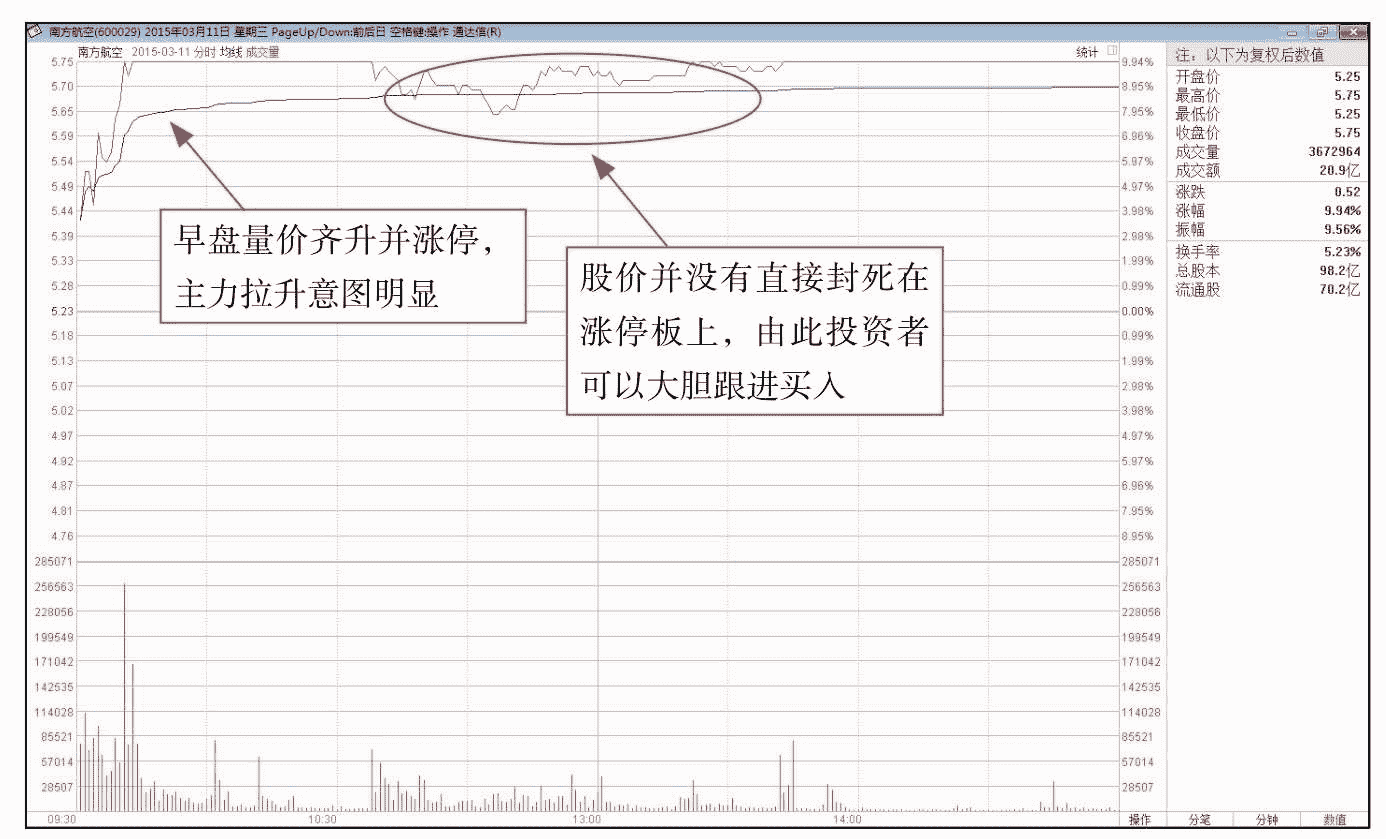 南方航空(600029) 2015年03月11日 星期三 PageUp/Down:前后日 空格键:操作 通达信(R)
南方航空 2015-03-11 分时 均线 成交量 统计
5.75
5.70
5.65
5.59
5.54
5.49
5.44
5.39
5.33
5.28
5.23
5.18
5.13
5.07
5.02
4.97
4.92
4.87
4.81
4.76
285071
256563
228056
199549
171042
142535
114028
85521
57014
28507
早盘量价齐升并涨停，
主力拉升意图明显
股价并没有直接封死在
涨停板上，由此投资者
可以大胆跟进买入
9.94%
8.95%
7.95%
6.96%
5.97%
4.97%
3.98%
2.98%
1.99%
0.99%
0.00%
0.99%
1.99%
2.98%
3.98%
4.97%
5.97%
6.96%
7.95%
8.95%
285071
256563
228056
199549
171042
142535
114028
85521
57014
28507
09:30 10:30 13:00 14:00
注：以下为复权后数值
开盘价 5.25
最高价 5.75
最低价 5.25
收盘价 5.75
成交量 3672964
成交额 20.9亿
涨跌 0.52
涨幅 9.94%
振幅 9.56%
换手率 5.23%
总股本 98.2亿
流通股 70.2亿
操作 分笔 分钟 数值